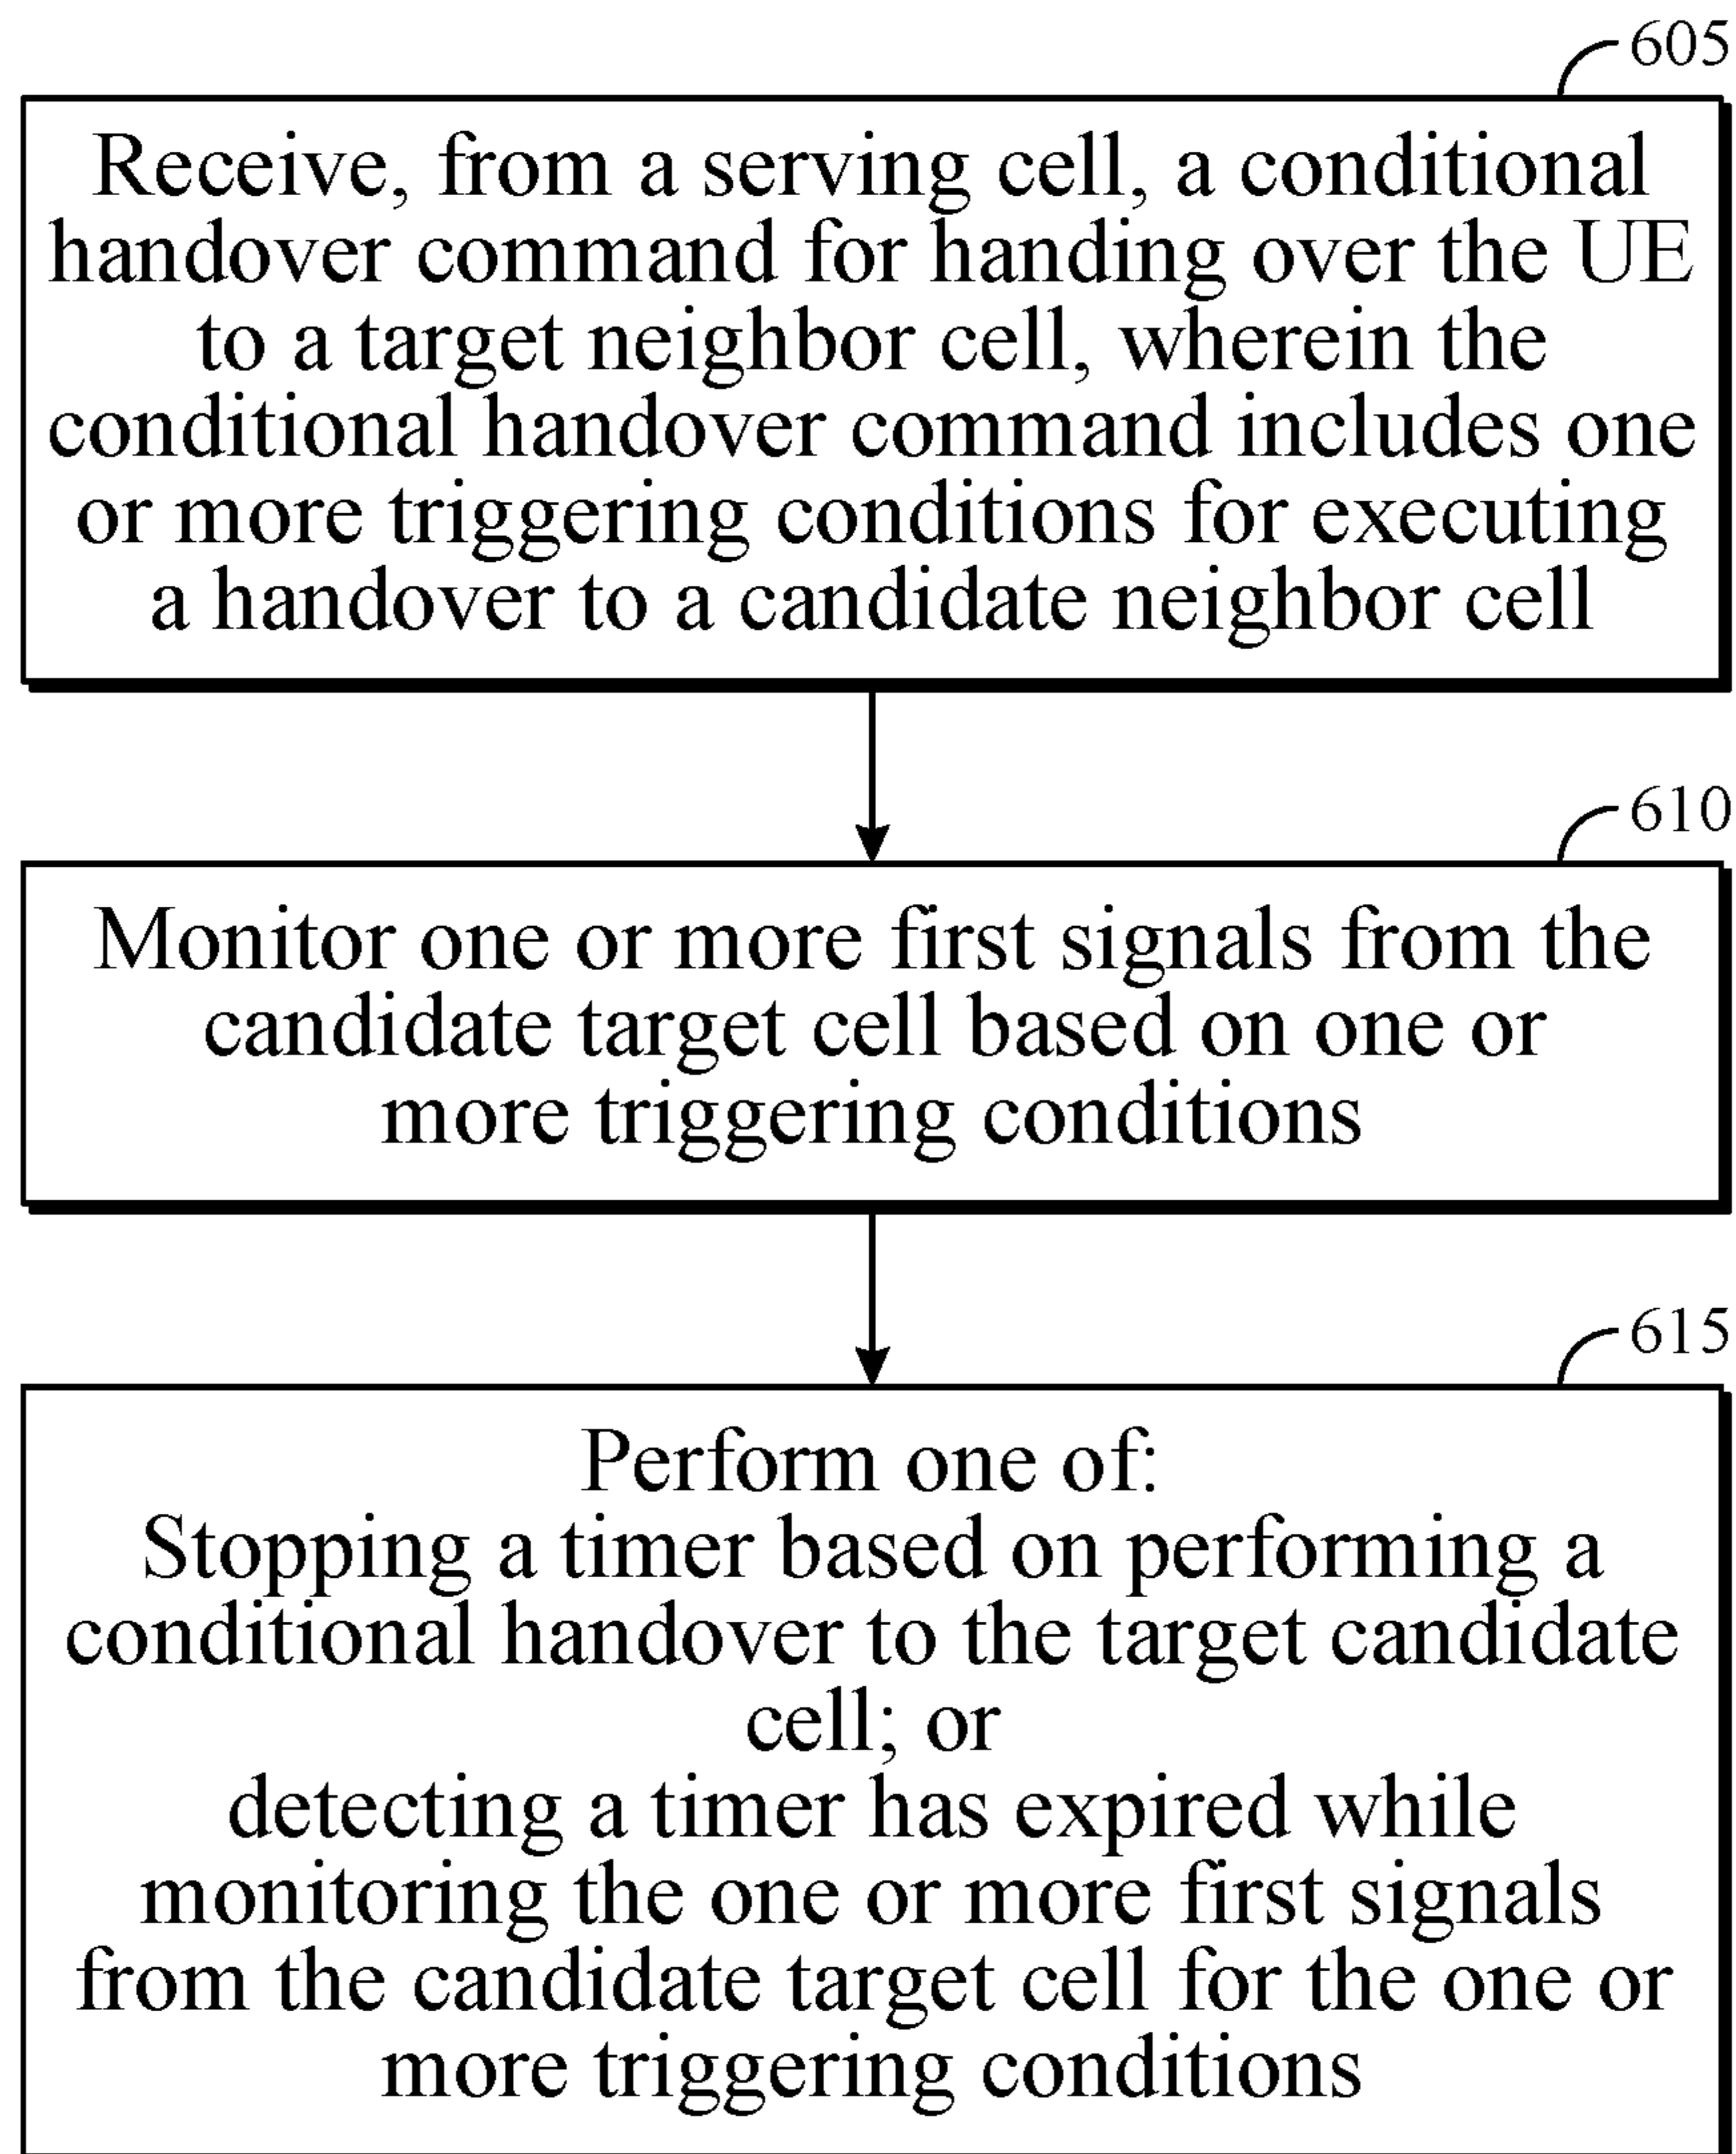 605
Receive, from a serving cell, a conditional
handover command for handing over the UE
to a target neighbor cell, wherein the
conditional handover command includes one
or more triggering conditions for executing
a handover to a candidate neighbor cell
610
Monitor one or more first signals from the
candidate target cell based on one or
more triggering conditions
615
Perform one of:
Stopping a timer based on performing a
conditional handover to the target candidate
cell; or
detecting a timer has expired while
monitoring the one or more first signals
from the candidate target cell for the one or
more triggering conditions